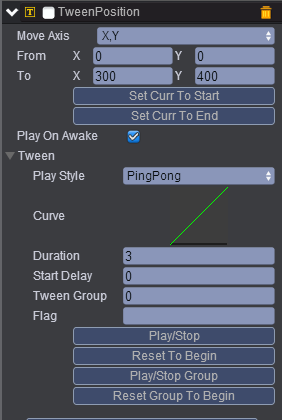 T TweenPosition
Move Axis X,Y
From X 0 Y 0
To X 300 Y 400
Set Curr To Start
Set Curr To End
Play On Awake
Tween
Play Style PingPong
Curve
Duration 3
Start Delay 0
Tween Group 0
Flag
Play/Stop
Reset To Begin
Play/Stop Group
Reset Group To Begin